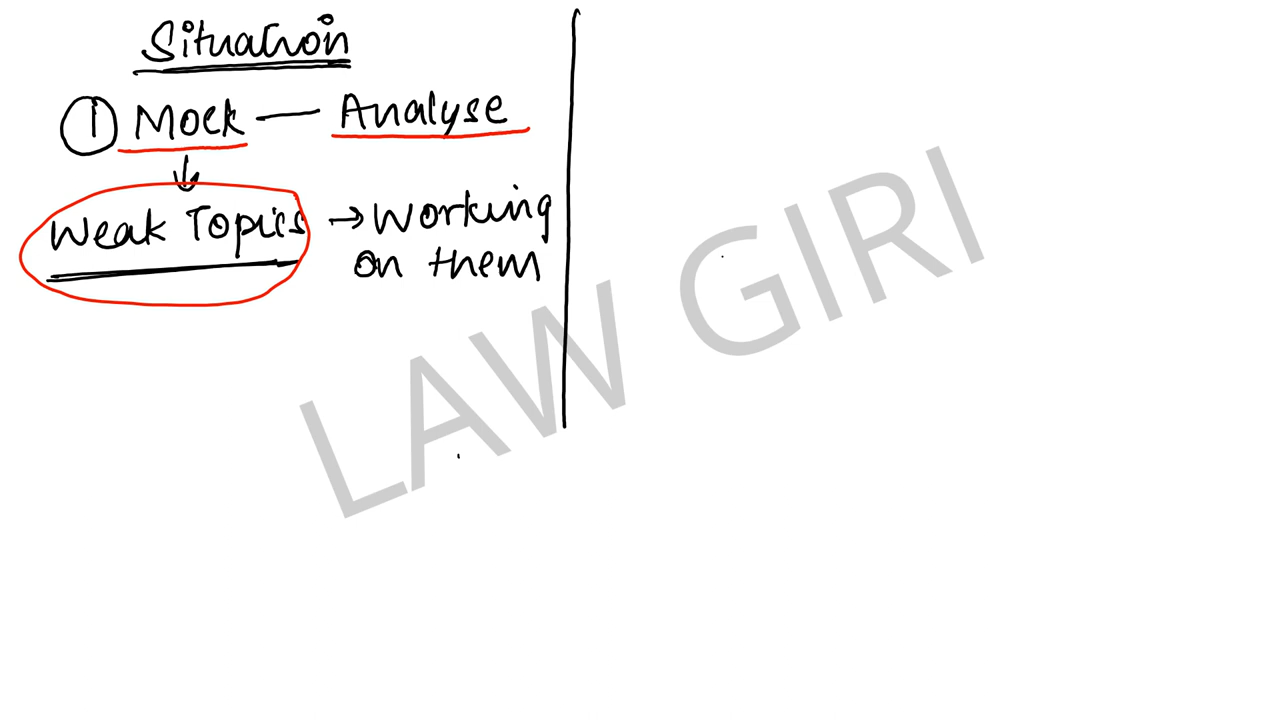 Situation
① Mock — Analyse
↓
Weak Topics → Working
on them
LAW GIRI